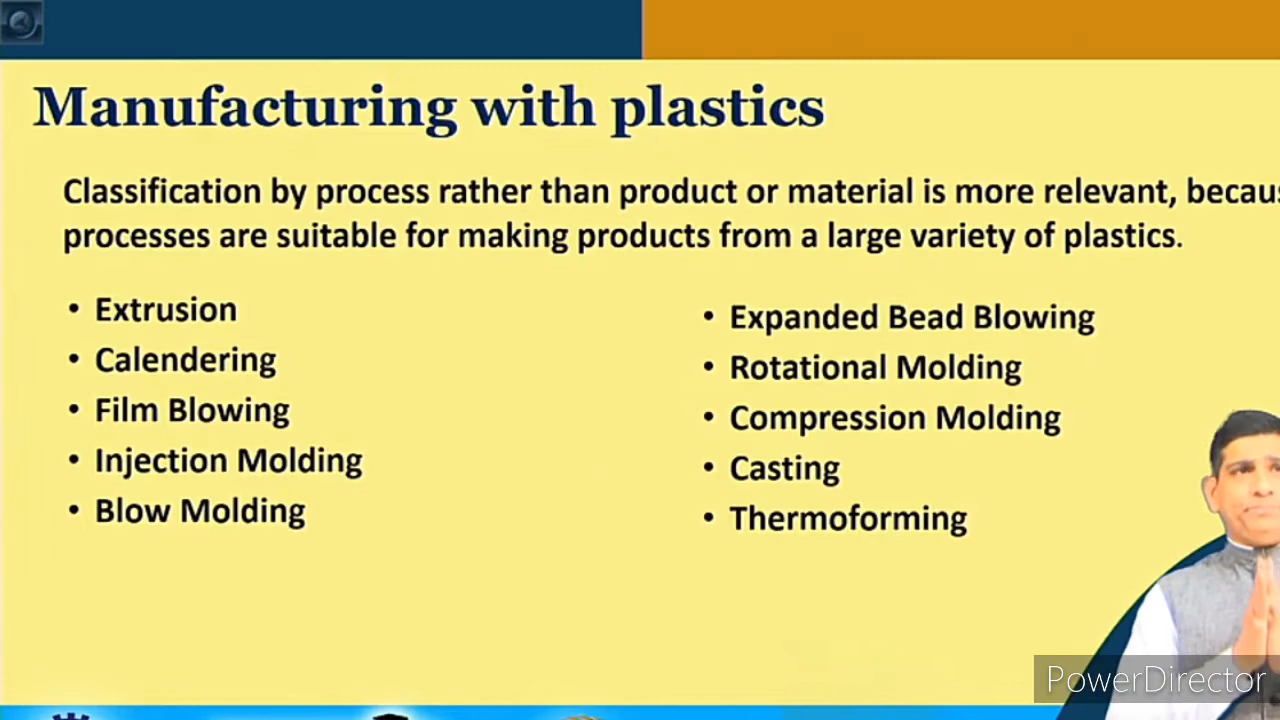 Manufacturing with plastics
Classification by process rather than product or material is more relevant, becaus
processes are suitable for making products from a large variety of plastics.
• Extrusion
• Calendering
• Film Blowing
• Injection Molding
• Blow Molding
• Expanded Bead Blowing
• Rotational Molding
• Compression Molding
• Casting
• Thermoforming
PowerDirector